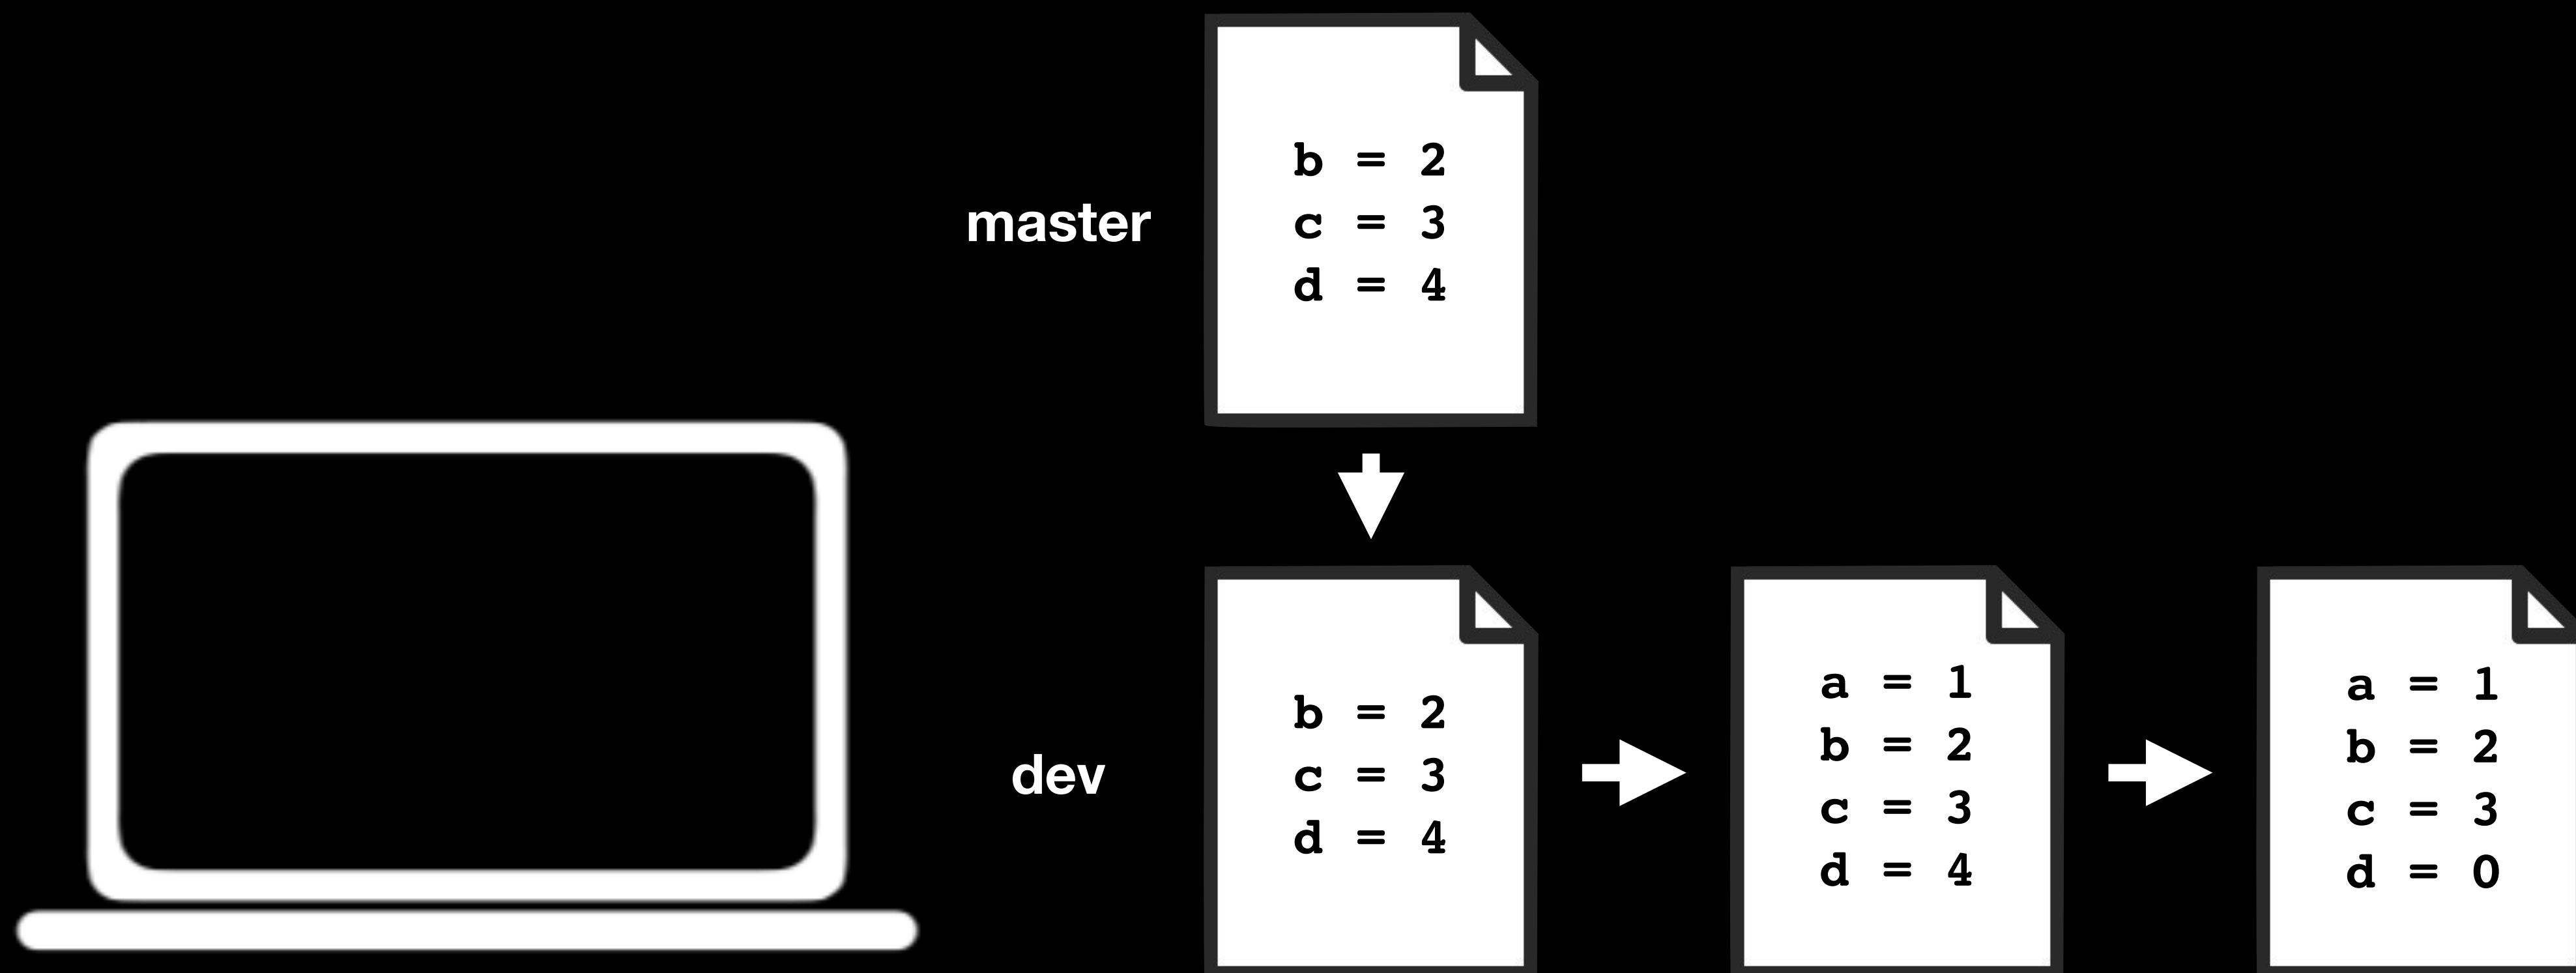 master
b = 2
c = 3
d = 4
dev
b = 2
c = 3
d = 4
a = 1
b = 2
c = 3
d = 4
a = 1
b = 2
c = 3
d = 0